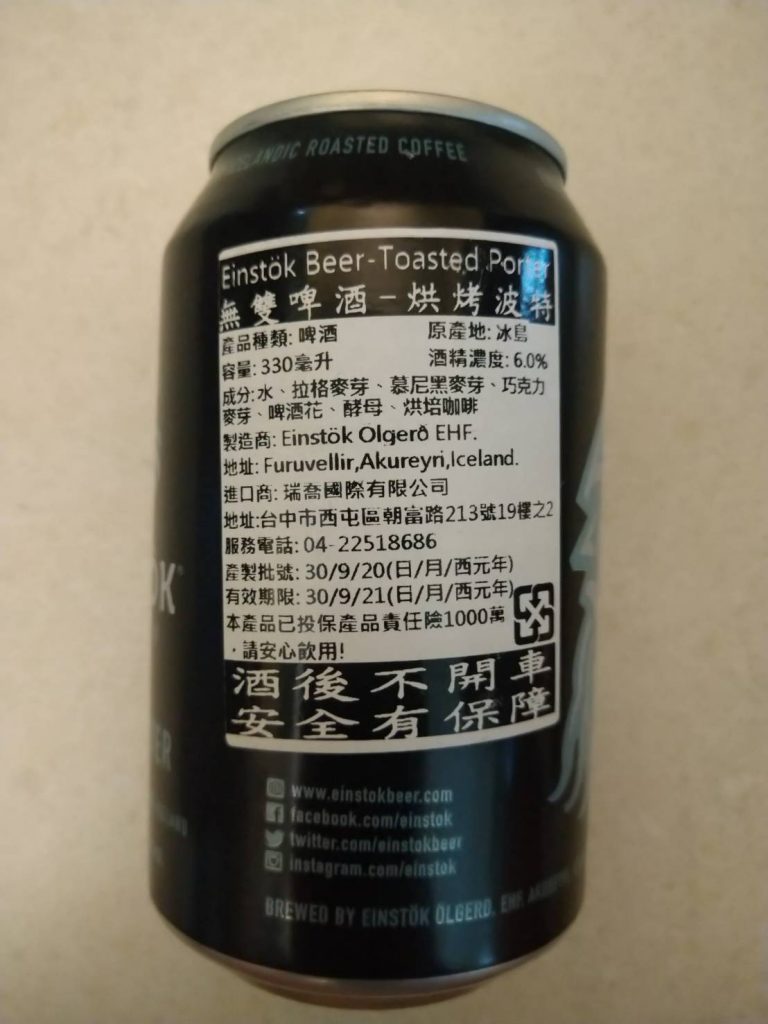 ICELANDIC ROASTED COFFEE
Einstök Beer-Toasted Porter
無雙啤酒-烘烤波特
產品種類: 啤酒 原產地: 冰島
容量: 330毫升 酒精濃度: 6.0%
成分: 水、拉格麥芽、慕尼黑麥芽、巧克力
麥芽、啤酒花、酵母、烘培咖啡
製造商: Einstök Olgerð EHF.
地址: Furuvellir,Akureyri,Iceland.
進口商: 瑞喬國際有限公司
地址:台中市西屯區朝富路213號19樓之2
服務電話: 04-22518686
產製批號: 30/9/20(日/月/西元年)
有效期限: 30/9/21(日/月/西元年)
本產品已投保產品責任險1000萬
，請安心飲用!
酒後不開車
安全有保障
www.einstokbeer.com
facebook.com/einstok
twitter.com/einstokbeer
instagram.com/einstok
BREWED BY EINSTÖK ÖLGERD, EHF.